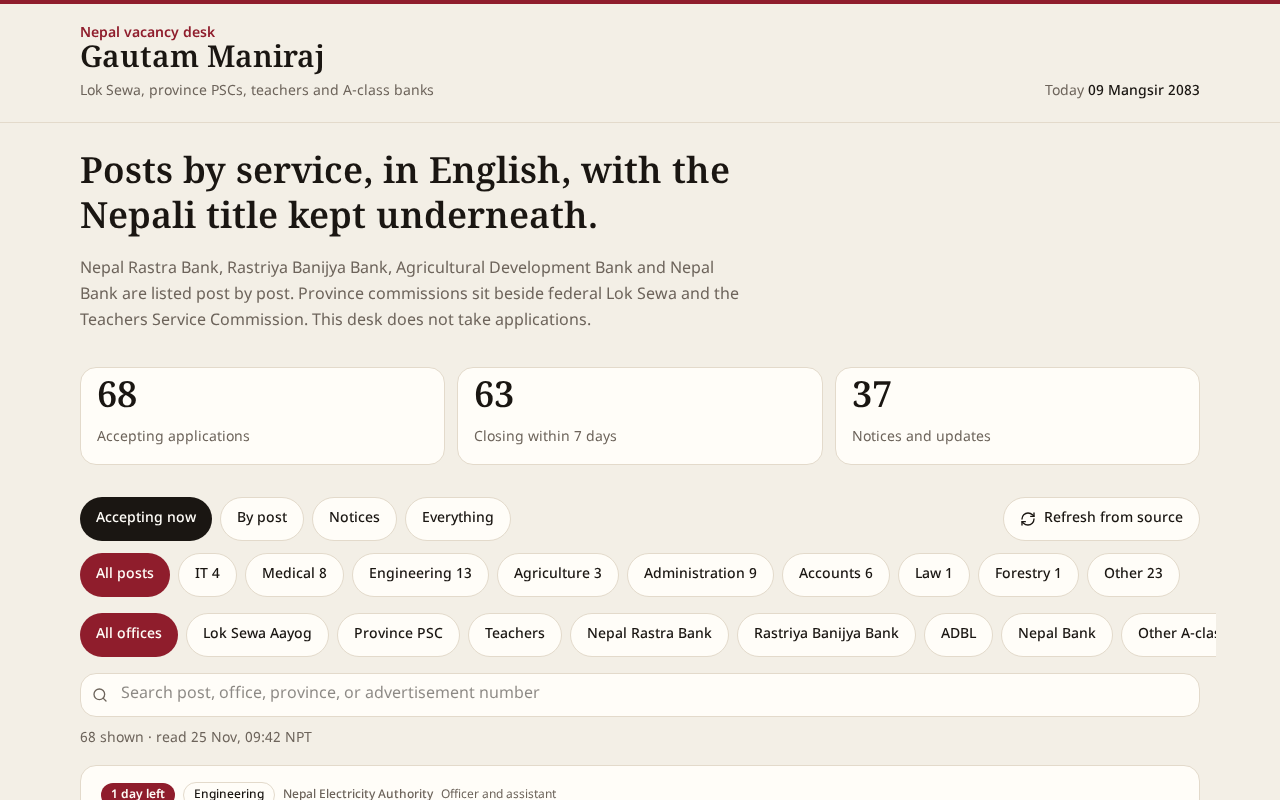 Nepal vacancy desk
Gautam Maniraj
Lok Sewa, province PSCs, teachers and A-class banks
Today 09 Mangsir 2083
Posts by service, in English, with the
Nepali title kept underneath.
Nepal Rastra Bank, Rastriya Banijya Bank, Agricultural Development Bank and Nepal
Bank are listed post by post. Province commissions sit beside federal Lok Sewa and the
Teachers Service Commission. This desk does not take applications.
68
Accepting applications
63
Closing within 7 days
37
Notices and updates
Accepting now
By post
Notices
Everything
Refresh from source
All posts
IT 4
Medical 8
Engineering 13
Agriculture 3
Administration 9
Accounts 6
Law 1
Forestry 1
Other 23
All offices
Lok Sewa Aayog
Province PSC
Teachers
Nepal Rastra Bank
Rastriya Banijya Bank
ADBL
Nepal Bank
Other A-clas
Search post, office, province, or advertisement number
68 shown · read 25 Nov, 09:42 NPT
1 day left
Engineering
Nepal Electricity Authority
Officer and assistant